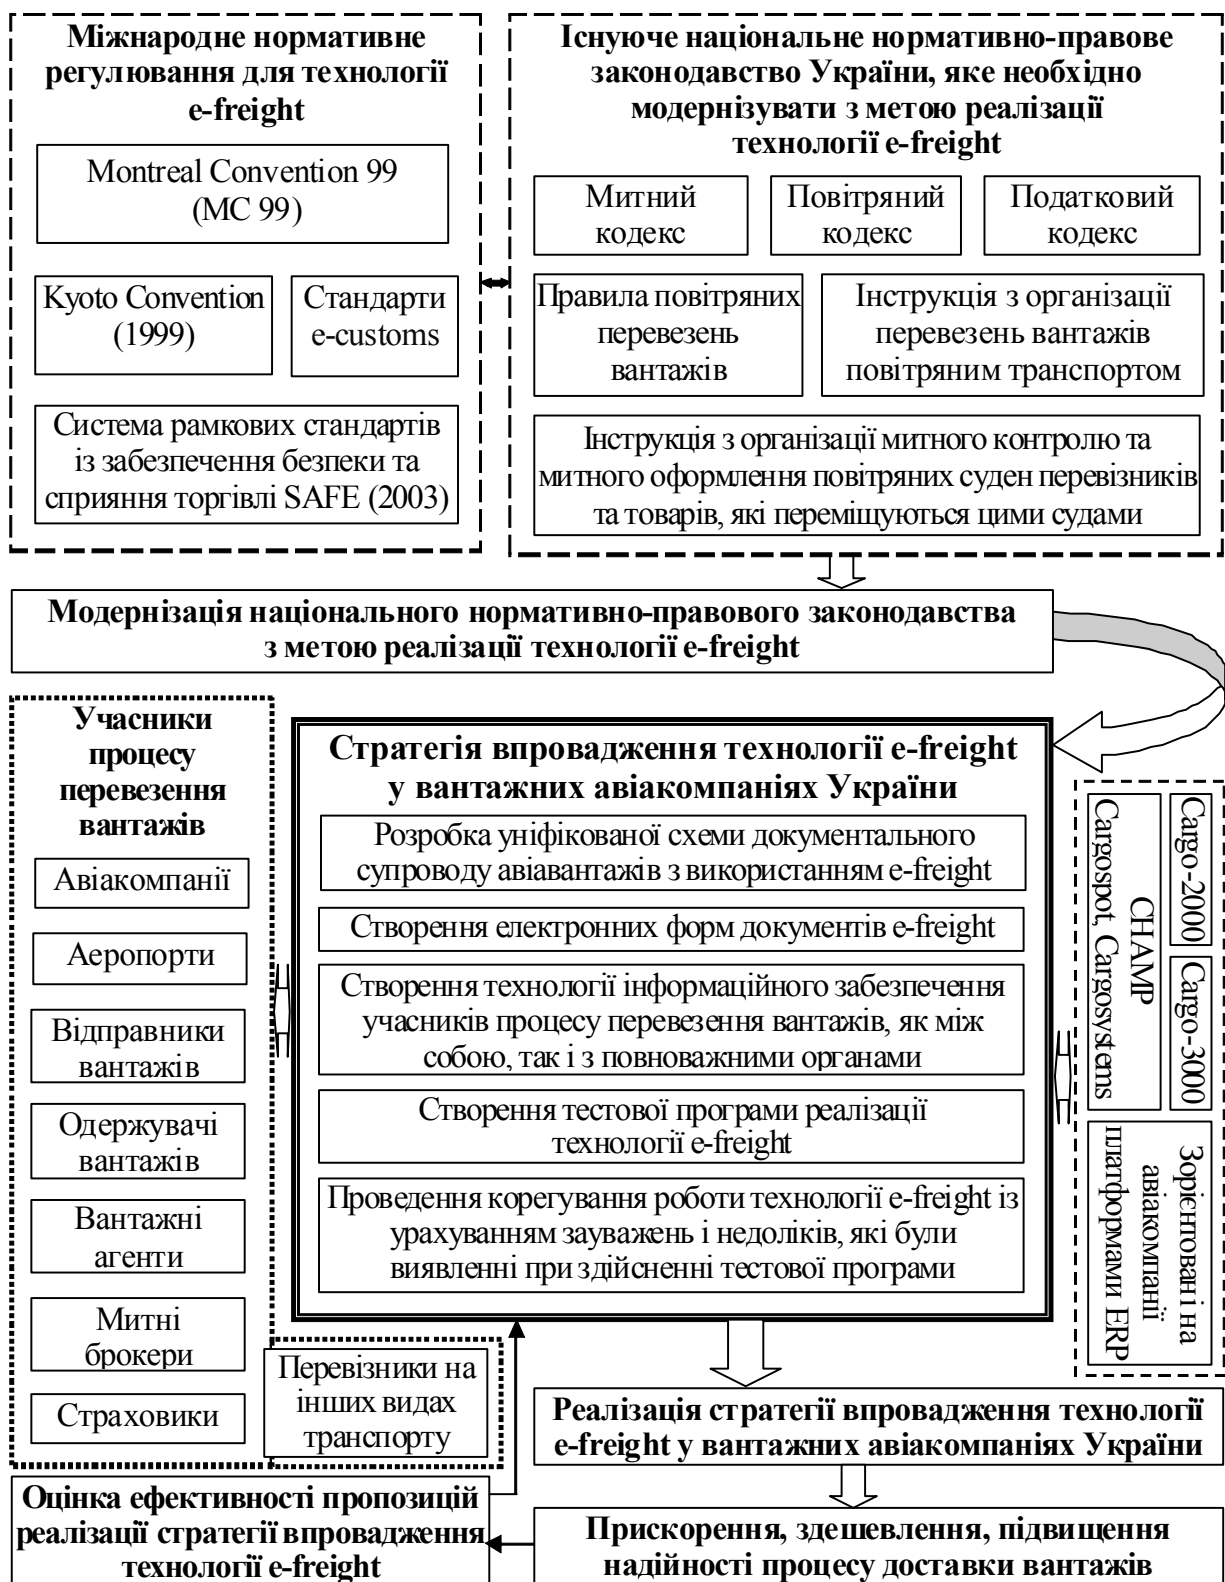 Міжнародне нормативне
регулювання для технології
e-freight
Montreal Convention 99
(MC 99)
Kyoto Convention
(1999)
Стандарти
e-customs
Система рамкових стандартів
із забезпечення безпеки та
сприяння торгівлі SAFE (2003)
Існуюче національне нормативно-правове
законодавство України, яке необхідно
модернізувати з метою реалізації
технології e-freight
Митний
кодекс
Повітряний
кодекс
Податковий
кодекс
Правила повітряних
перевезень
вантажів
Інструкція з організації
перевезень вантажів
повітряним транспортом
Інструкція з організації митного контролю та
митного оформлення повітряних суден перевізників
та товарів, які переміщуються цими судами
Модернізація національного нормативно-правового законодавства
з метою реалізації технології e-freight
Учасники
процесу
перевезення
вантажів
Авіакомпанії
Аеропорти
Відправники
вантажів
Одержувачі
вантажів
Вантажні
агенти
Митні
брокери
Страховики
Перевізники на
інших видах
транспорту
Стратегія впровадження технології e-freight
у вантажних авіакомпаніях України
Розробка уніфікованої схеми документального
супроводу авіавантажів з використанням e-freight
Створення електронних форм документів e-freight
Створення технології інформаційного забезпечення
учасників процесу перевезення вантажів, як між
собою, так і з повноважними органами
Створення тестової програми реалізації
технології e-freight
Проведення корегування роботи технології e-freight із
урахуванням зауважень і недоліків, які були
виявленні при здійсненні тестової програми
Cargo-2000
Cargo-3000
CHAMP
Cargospot, Cargosystems
Зорієнтовані на
авіакомпанії
платформами ERP
Реалізація стратегії впровадження технології
e-freight у вантажних авіакомпаніях України
Прискорення, здешевлення, підвищення
надійності процесу доставки вантажів
Оцінка ефективності пропозицій
реалізації стратегії впровадження
технології e-freight